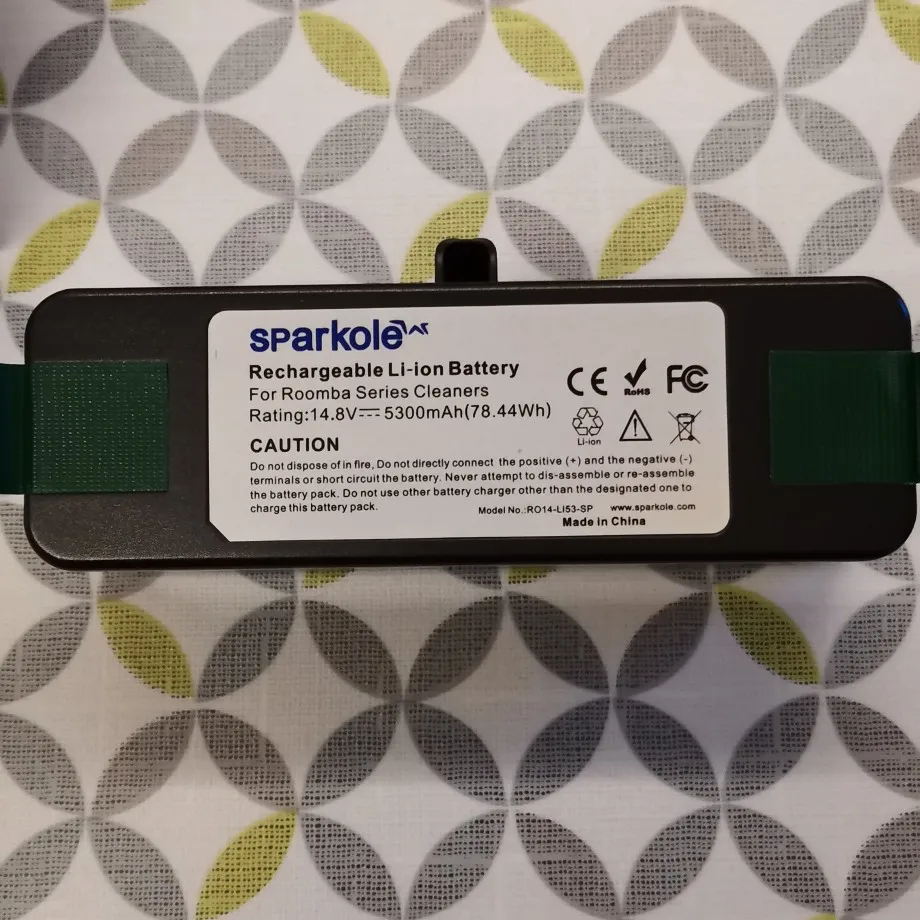 sparkole
Rechargeable Li-ion Battery
For Roomba Series Cleaners
Rating:14.8V⎓5300mAh(78.44Wh)
CE RoHS FC
Li-ion
CAUTION
Do not dispose of in fire, Do not directly connect the positive (+) and the negative (-)
terminals or short circuit the battery. Never attempt to dis-assemble or re-assemble
the battery pack. Do not use other battery charger other than the designated one to
charge this battery pack.
Model No.:RO14-LI53-SP www.sparkole.com
Made in China